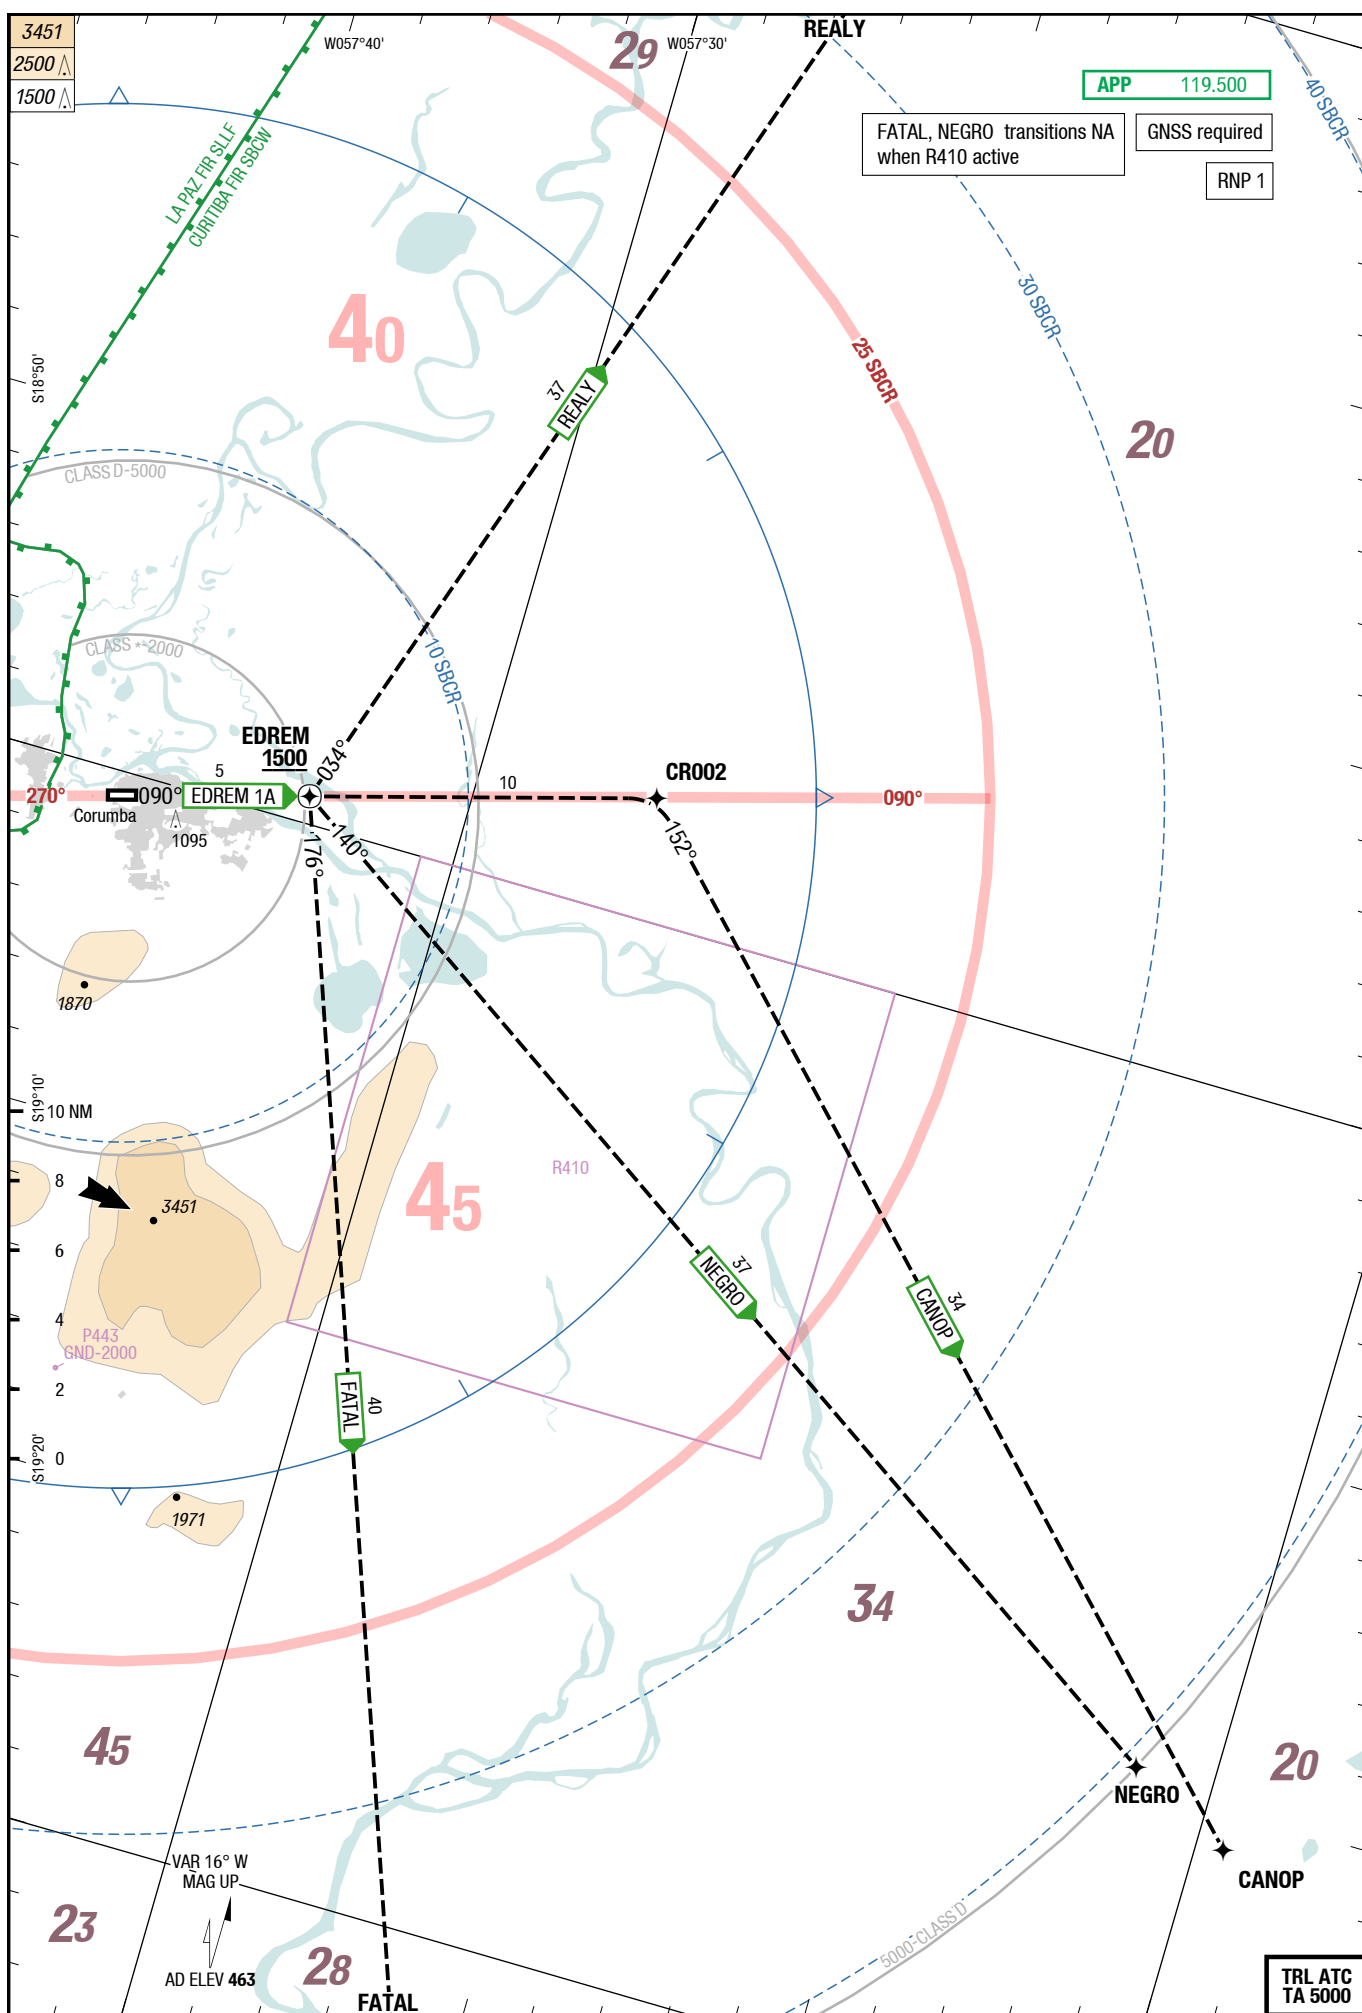 3451
2500
1500
W057°40'
29
W057°30'
REALY
40 SBCR
APP 119.500
FATAL, NEGRO transitions NA
when R410 active
GNSS required
RNP 1
LA PAZ FIR SLLF
CURITIBA FIR SBCW
30 SBCR
40
S18°50'
25 SBCR
37
REALY
20
CLASS D-5000
CLASS *-2000
10 SBCR
EDREM
1500
034°
5
10
CR002
270°
090°
EDREM 1A
090°
Corumba
1095
176°
140°
152°
1870
S19°10'
10 NM
8
6
4
2
0
S19°20'
R410
45
3451
P443
GND-2000
37
NEGRO
34
CANOP
FATAL
40
1971
34
45
20
NEGRO
CANOP
VAR 16° W
MAG UP
23
28
AD ELEV 463
5000-CLASS D
FATAL
TRL ATC
TA 5000